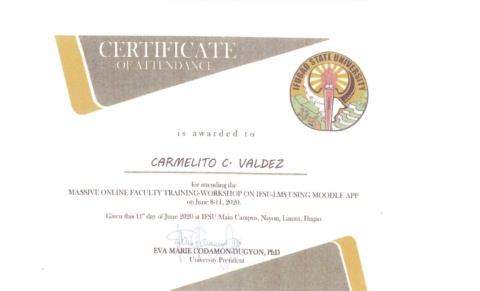 CERTIFICATE
OF ATTENDANCE
IFUGAO STATE UNIVERSITY
is awarded to
CARMELITO C. VALDEZ
for attending the
MASSIVE ONLINE FACULTY TRAINING-WORKSHOP ON IFSU-LMS USING MOODLE APP
on June 8-11, 2020.
Given this 11th day of June 2020 at IFSU Main Campus, Nayon, Lamut, Ifugao
EVA MARIE CODAMON-DUGYON, PhD
University President